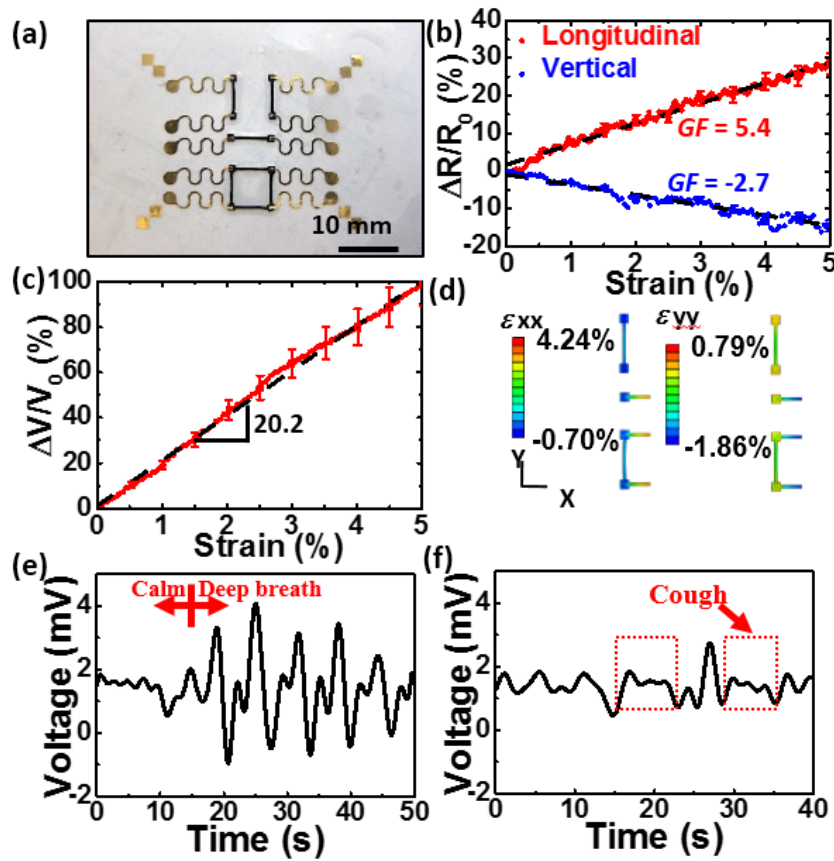 (a)
10 mm
(b)
Longitudinal
Vertical
GF = 5.4
GF = -2.7
ΔR/R0 (%)
40
30
20
10
0
-10
-20
0 1 2 3 4 5
Strain (%)
(c)
ΔV/V0 (%)
100
80
60
40
20
0
20.2
0 1 2 3 4 5
Strain (%)
(d)
εxx
4.24%
-0.70%
εyy
0.79%
-1.86%
Y
X
(e)
Calm Deep breath
Voltage (mV)
4
2
0
-2
0 10 20 30 40 50
Time (s)
(f)
Cough
Voltage (mV)
4
2
0
-2
0 10 20 30 40
Time (s)